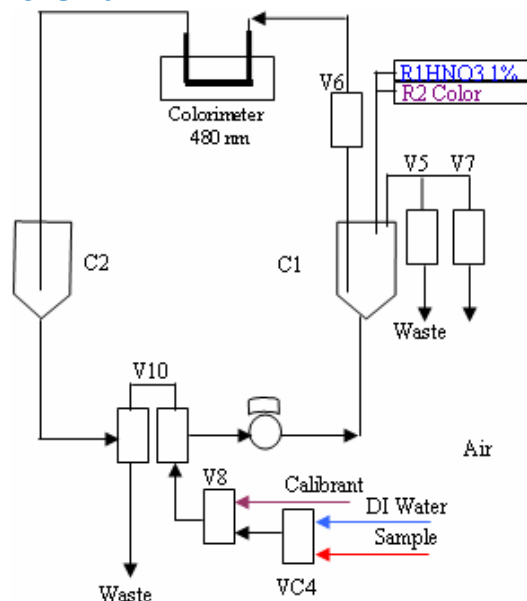 V6
R1HNO3 1%
R2 Color
Colorimeter
480 nm
V5
V7
C2
C1
Waste
V10
Air
V8
Calibrant
DI Water
Sample
VC4
Waste